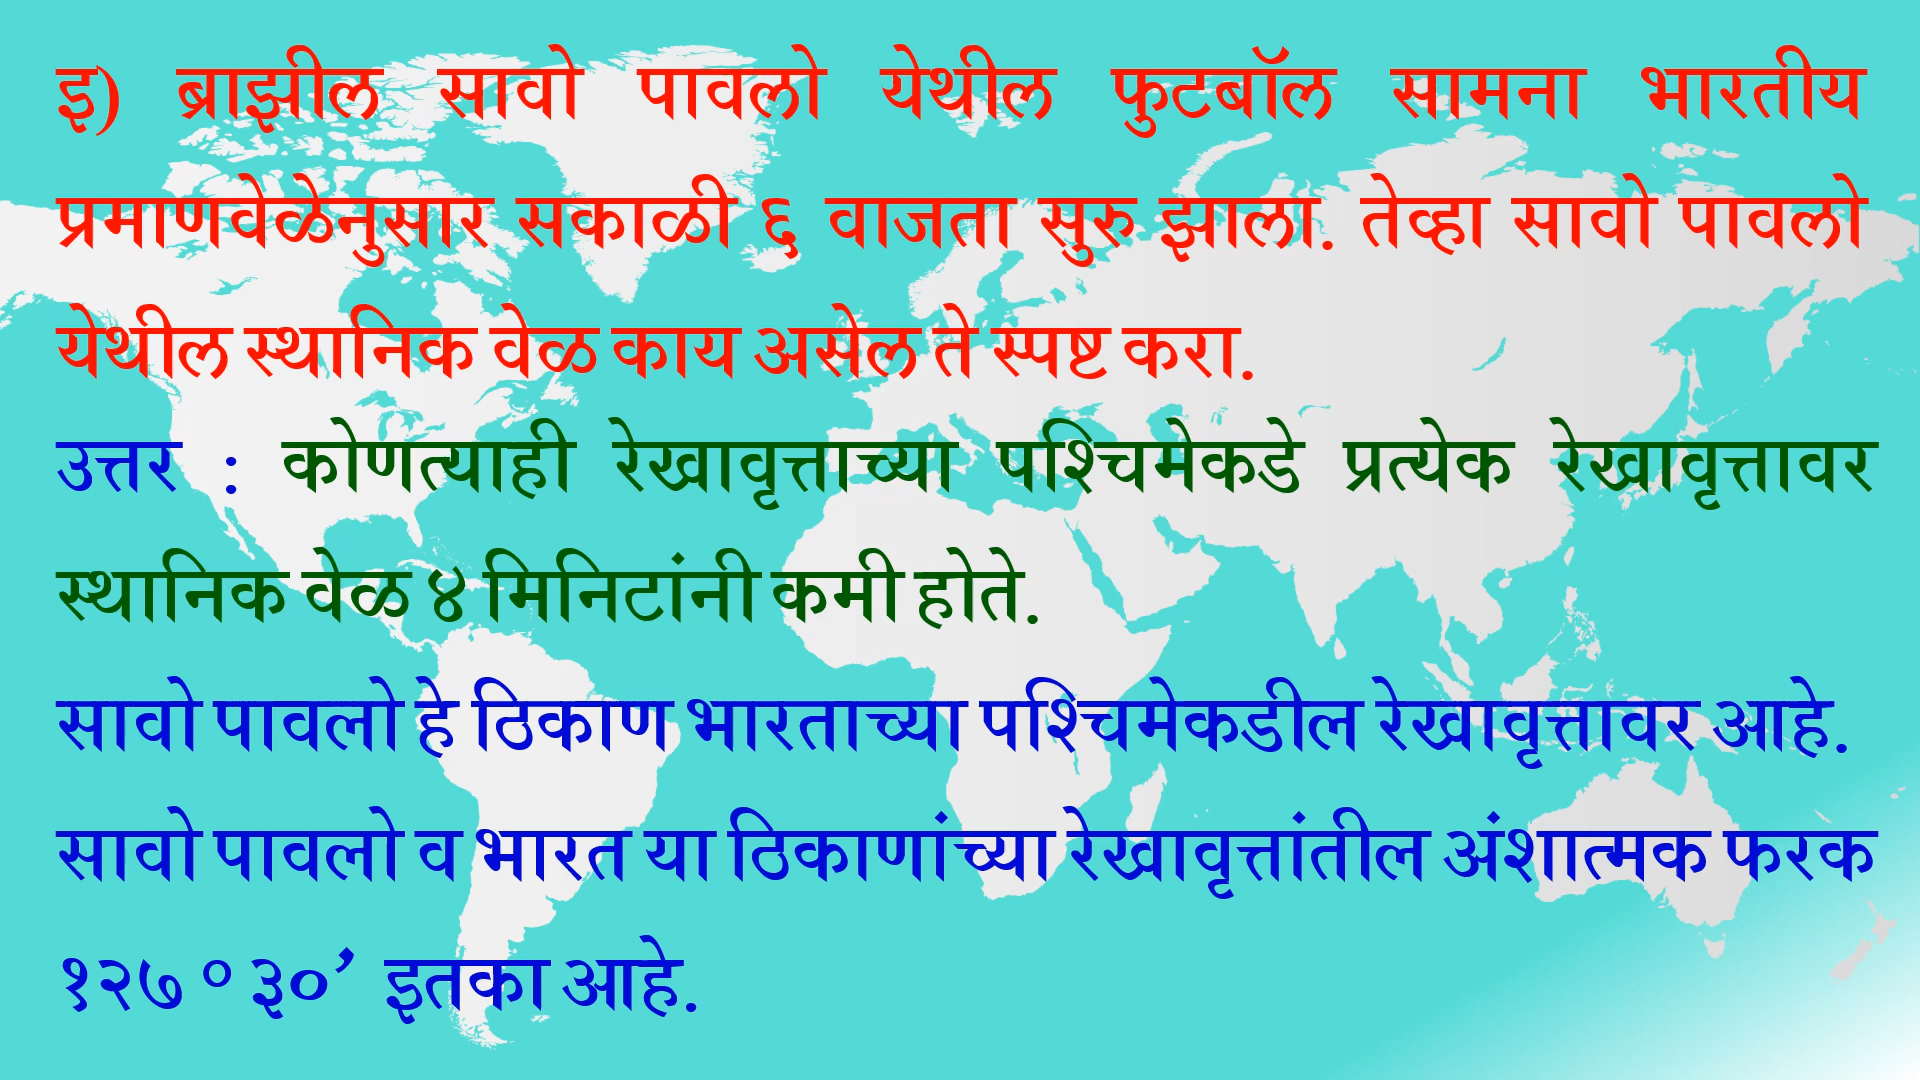 इ) ब्राझील सावो पावलो येथील फुटबॉल सामना भारतीय
प्रमाणवेळेनुसार सकाळी ६ वाजता सुरु झाला. तेव्हा सावो पावलो
येथील स्थानिक वेळ काय असेल ते स्पष्ट करा.
उत्तर : कोणत्याही रेखावृत्ताच्या पश्चिमेकडे प्रत्येक रेखावृत्तावर
स्थानिक वेळ ४ मिनिटांनी कमी होते.
सावो पावलो हे ठिकाण भारताच्या पश्चिमेकडील रेखावृत्तावर आहे.
सावो पावलो व भारत या ठिकाणांच्या रेखावृत्तांतील अंशात्मक फरक
१२७ ° ३०’ इतका आहे.